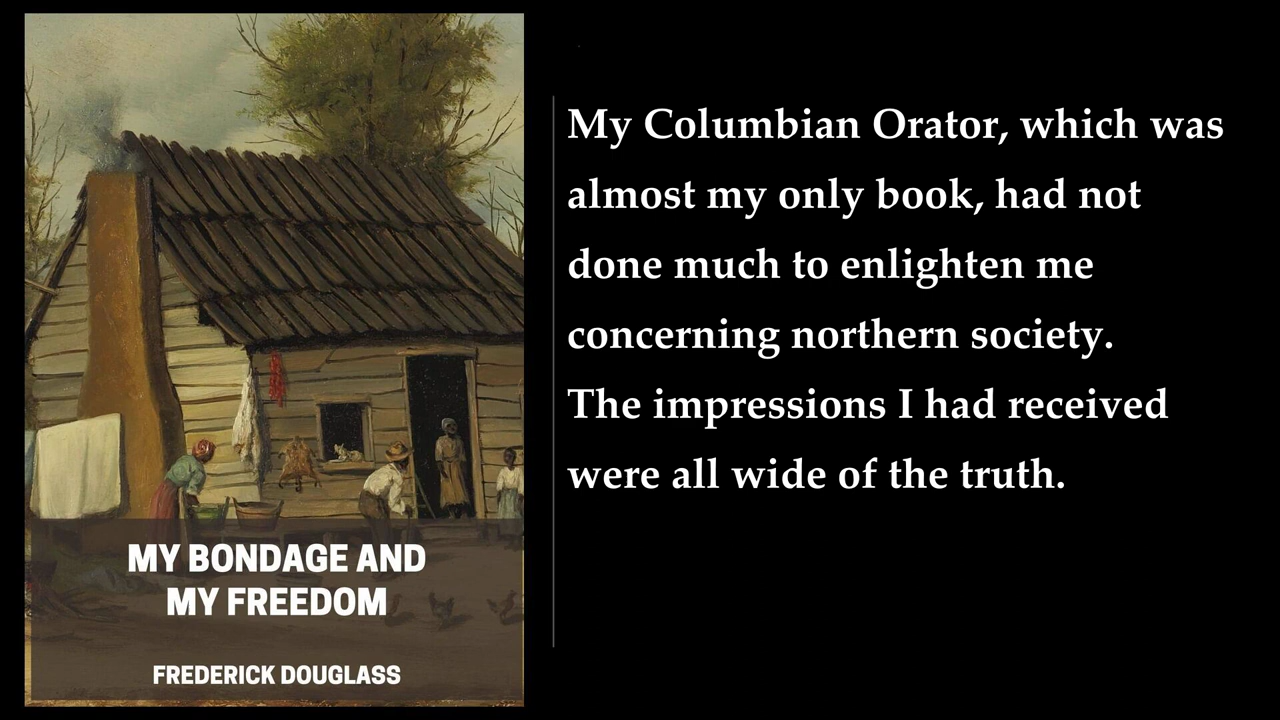 MY BONDAGE AND
MY FREEDOM
FREDERICK DOUGLASS
My Columbian Orator, which was
almost my only book, had not
done much to enlighten me
concerning northern society.
The impressions I had received
were all wide of the truth.